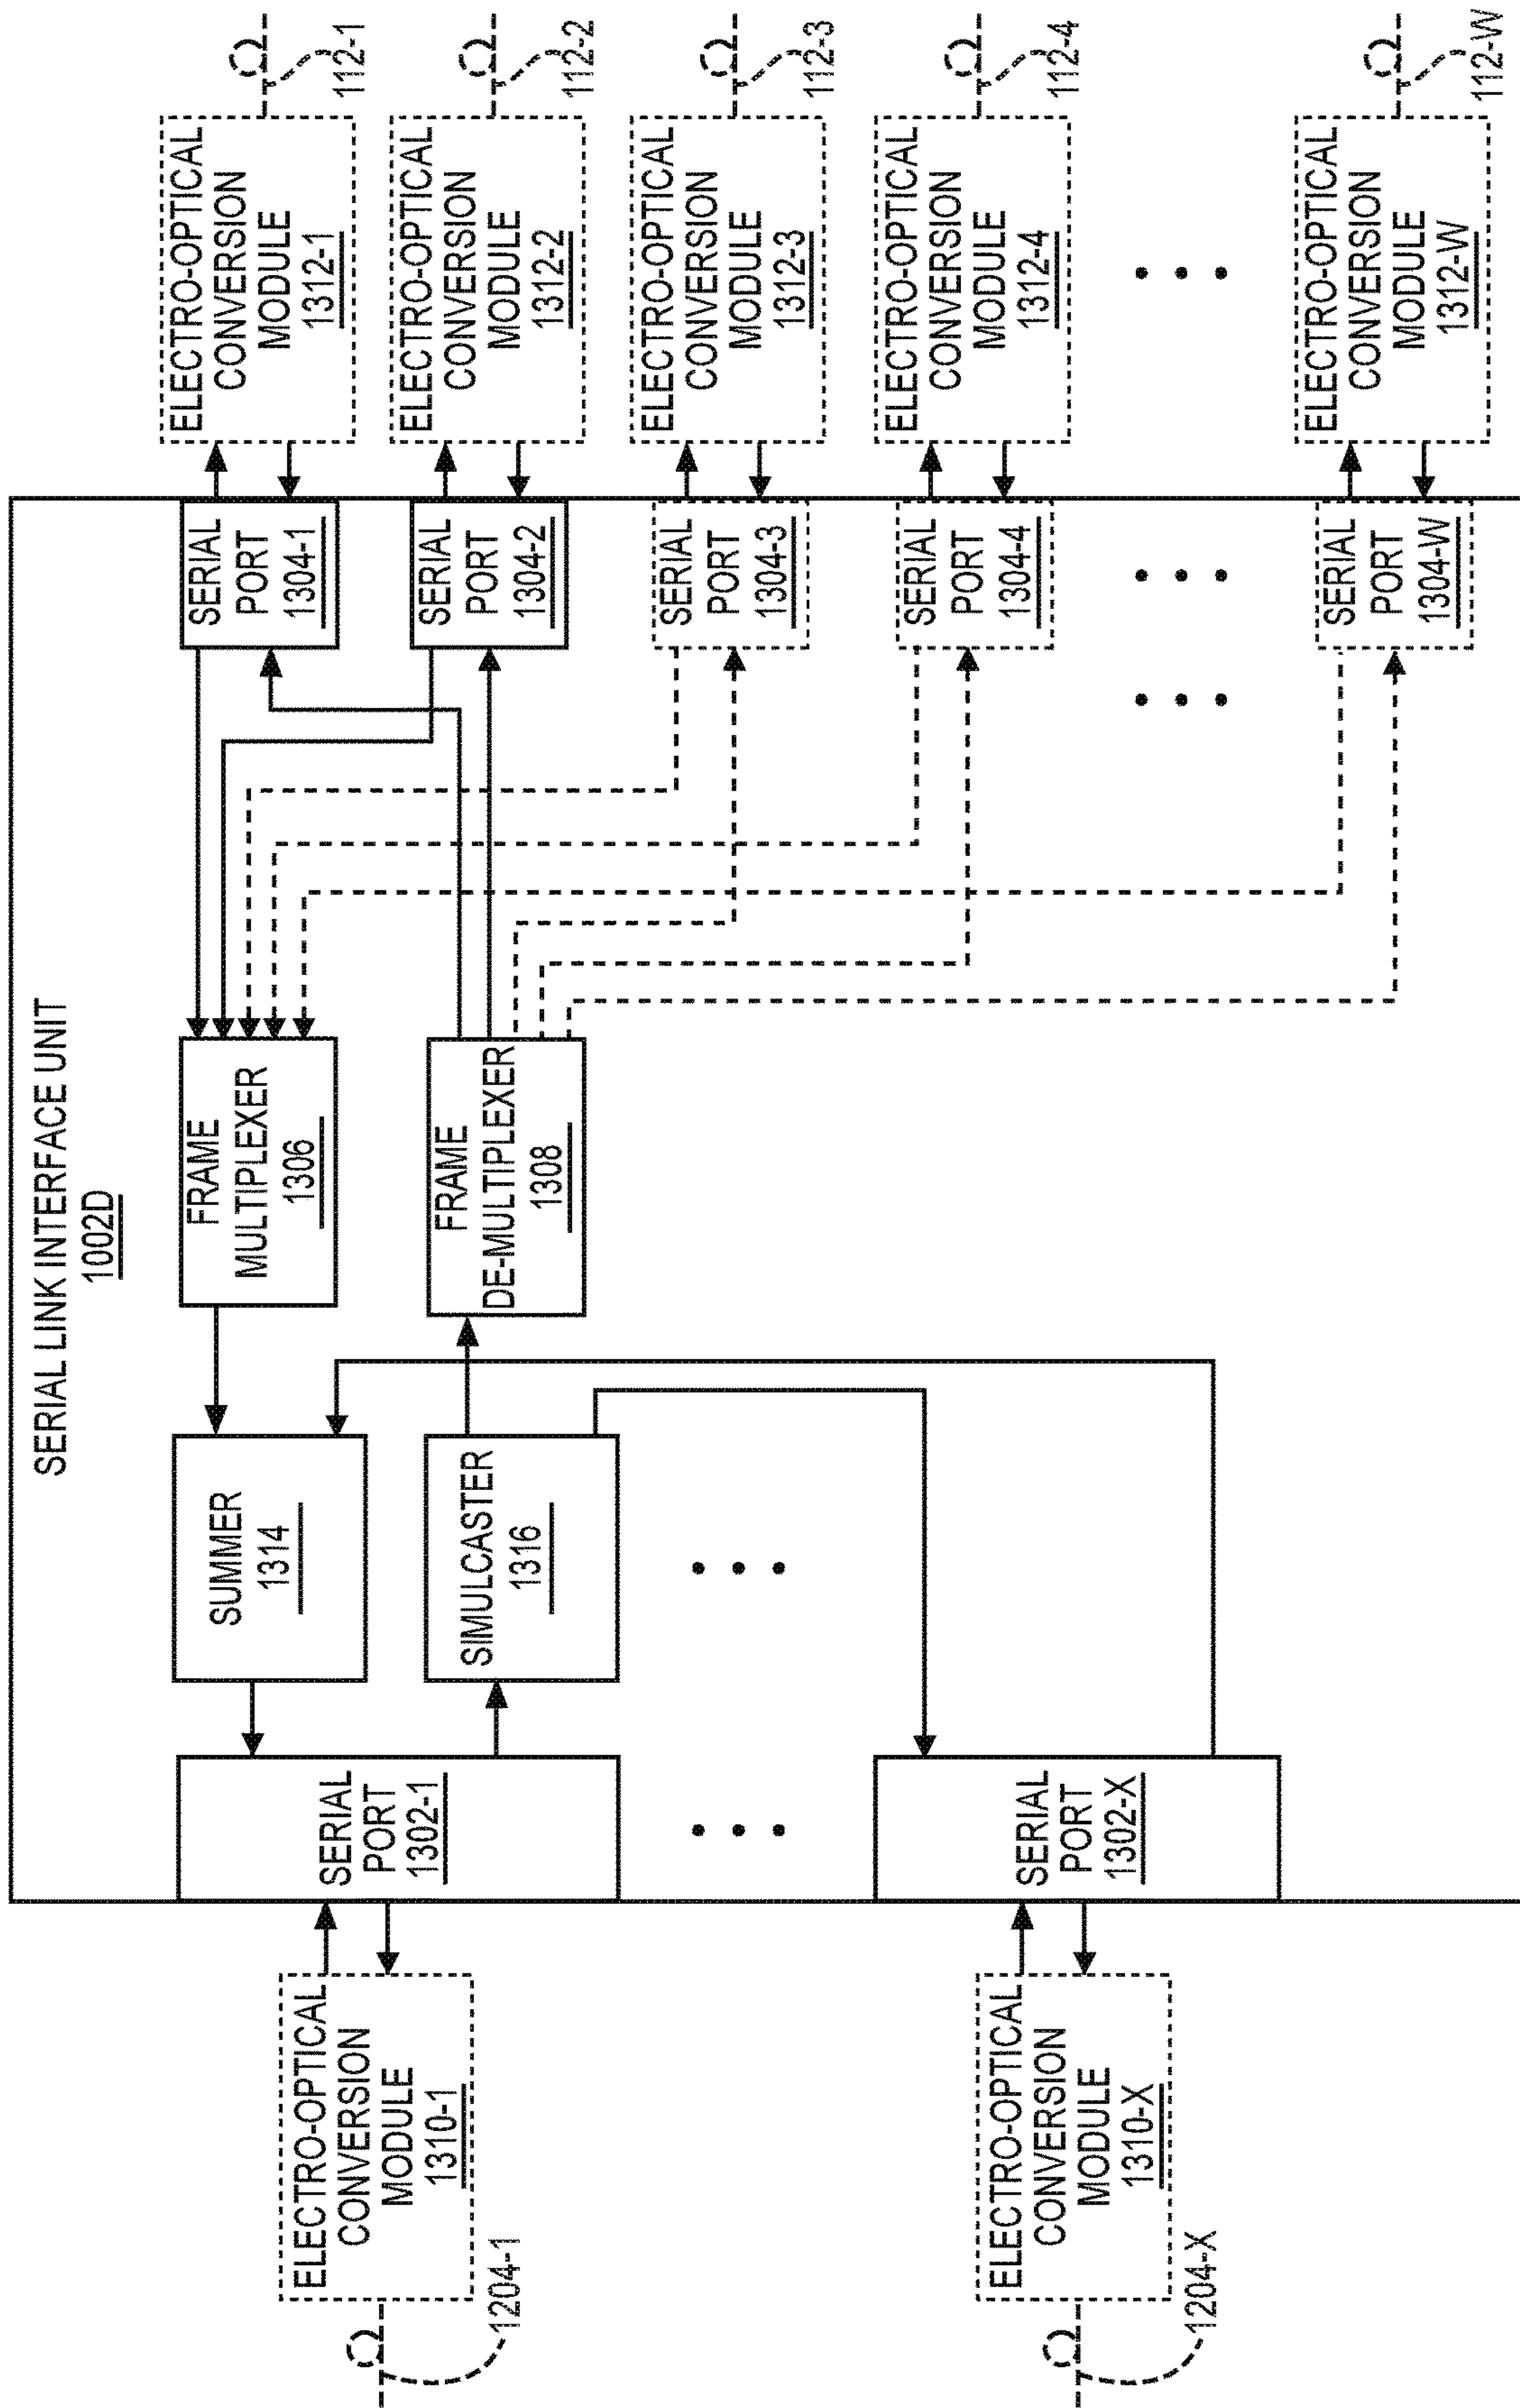 SERIAL LINK INTERFACE UNIT
1002D
ELECTRO-OPTICAL
CONVERSION
MODULE
1310-1
1204-1
SERIAL
PORT
1302-1
SUMMER
1314
SIMULCASTER
1316
FRAME
MULTIPLEXER
1306
FRAME
DE-MULTIPLEXER
1308
SERIAL
PORT
1304-1
ELECTRO-OPTICAL
CONVERSION
MODULE
1312-1
112-1
SERIAL
PORT
1304-2
ELECTRO-OPTICAL
CONVERSION
MODULE
1312-2
112-2
SERIAL
PORT
1304-3
ELECTRO-OPTICAL
CONVERSION
MODULE
1312-3
112-3
SERIAL
PORT
1304-4
ELECTRO-OPTICAL
CONVERSION
MODULE
1312-4
112-4
ELECTRO-OPTICAL
CONVERSION
MODULE
1310-X
1204-X
SERIAL
PORT
1302-X
SERIAL
PORT
1304-W
ELECTRO-OPTICAL
CONVERSION
MODULE
1312-W
112-W